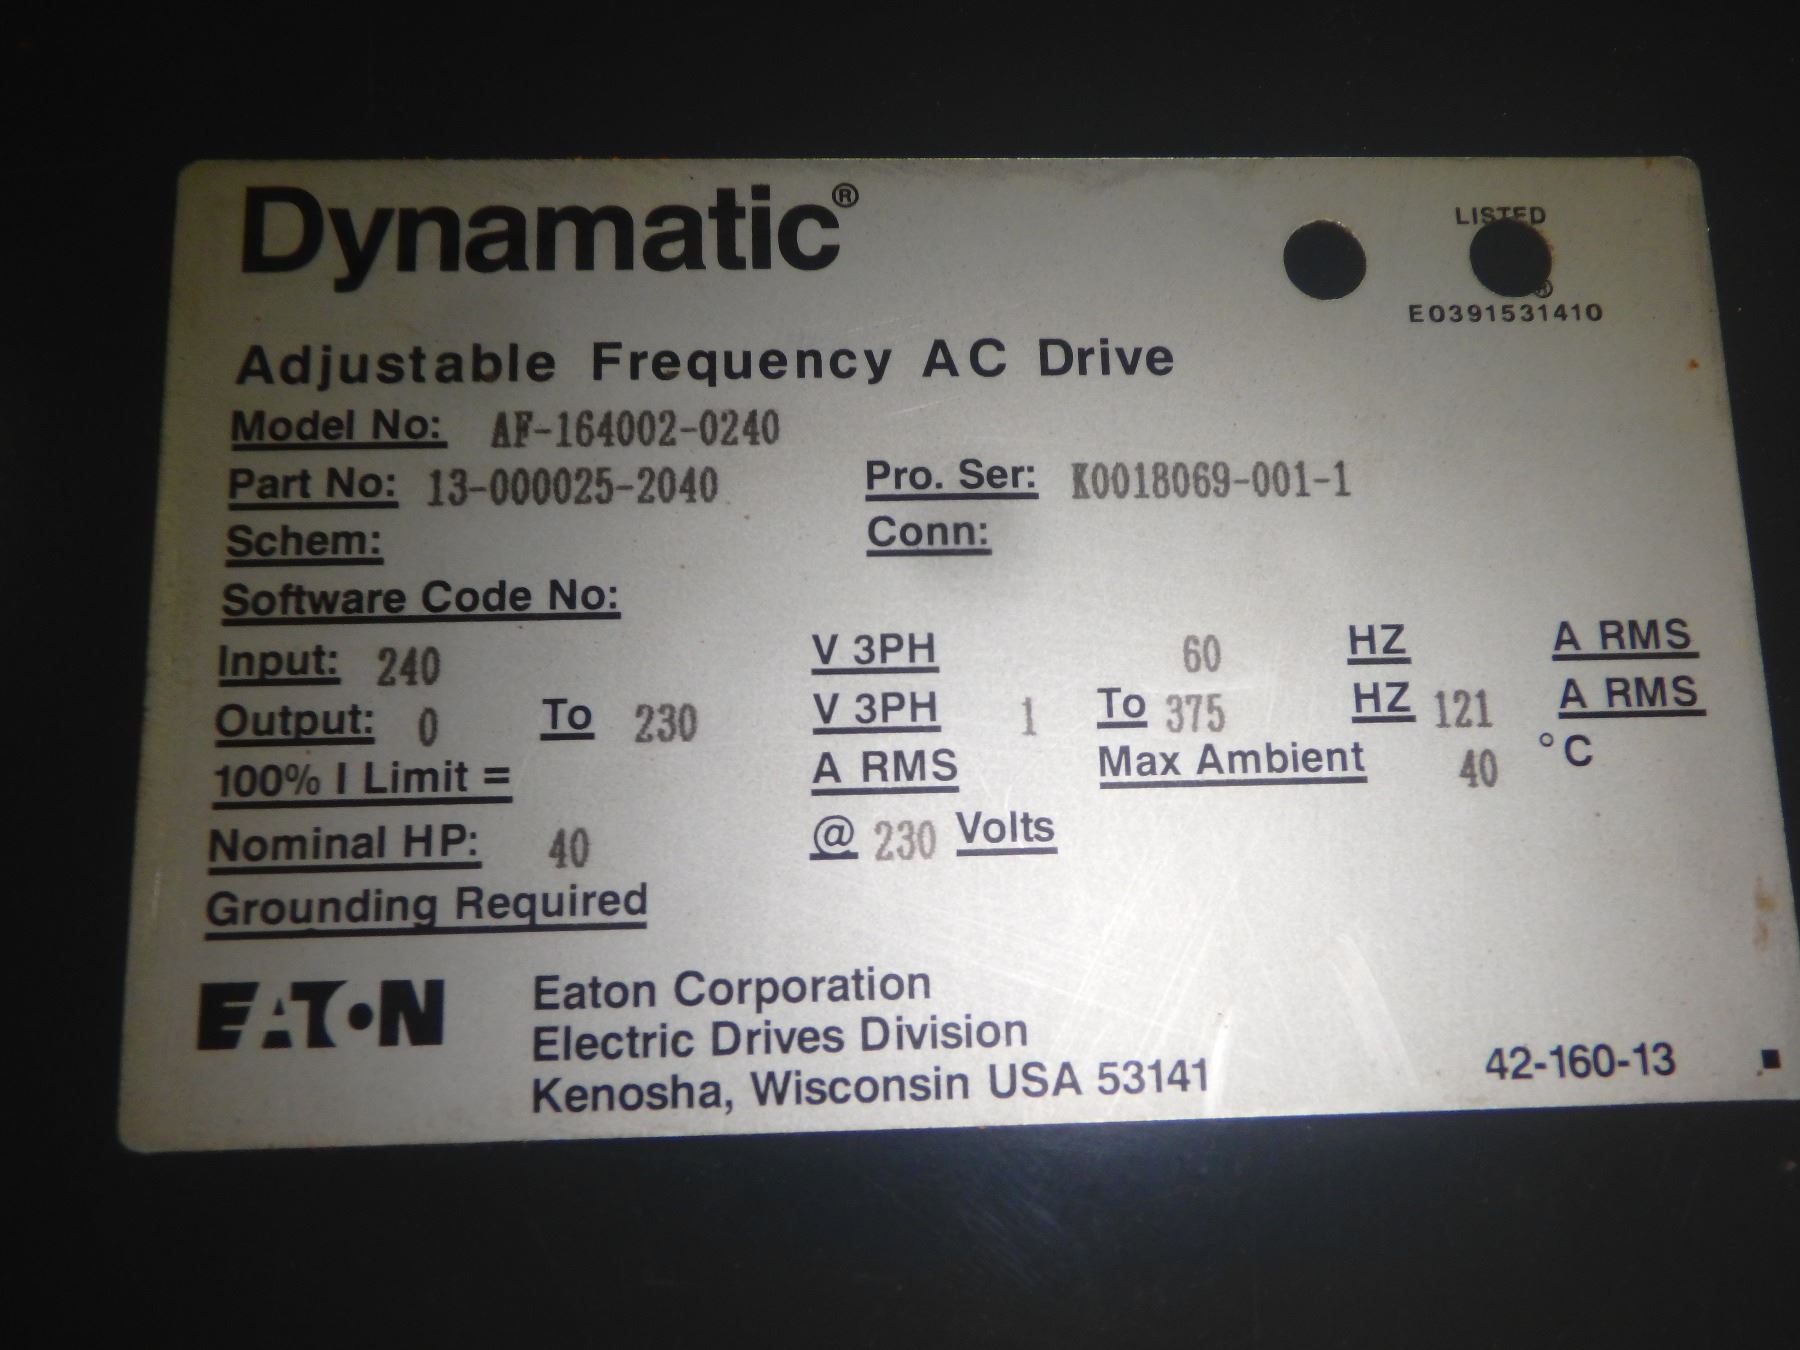 Dynamatic®
LISTED
®
E0391531410
Adjustable Frequency AC Drive
Model No: AF-164002-0240
Part No: 13-000025-2040 Pro. Ser: K0018069-001-1
Schem: Conn:
Software Code No:
Input: 240 V 3PH 60 HZ A RMS
Output: 0 To 230 V 3PH 1 To 375 HZ 121 A RMS
100% I Limit = A RMS Max Ambient 40 °C
Nominal HP: 40 @ 230 Volts
Grounding Required
EATON Eaton Corporation
Electric Drives Division
Kenosha, Wisconsin USA 53141 42-160-13